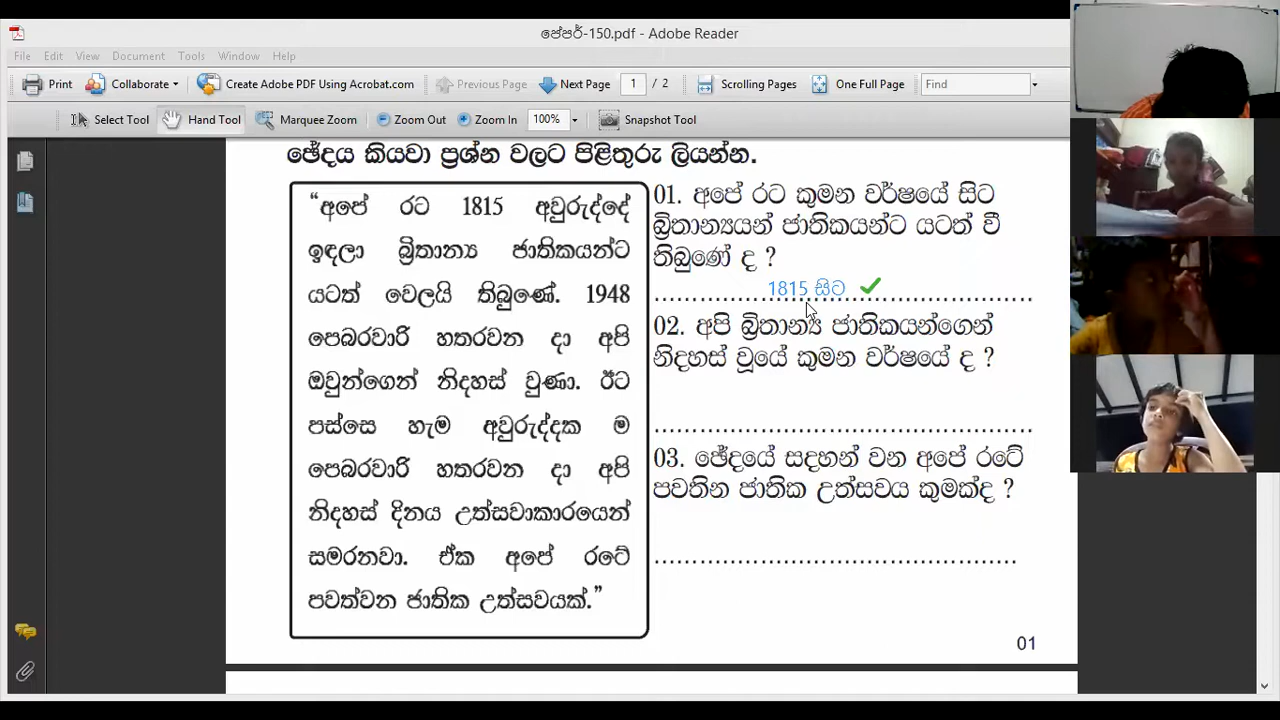 පේපර්-150.pdf - Adobe Reader
File Edit View Document Tools Window Help
Print Collaborate Create Adobe PDF Using Acrobat.com Previous Page Next Page 1 / 2 Scrolling Pages One Full Page Find
Select Tool Hand Tool Marquee Zoom Zoom Out Zoom In 100% Snapshot Tool
ඡේදය කියවා ප්‍රශ්න වලට පිළිතුරු ලියන්න.
“අපේ රට 1815 අවුරුද්දේ
ඉඳලා බ්‍රිතාන්‍ය ජාතිකයන්ට
යටත් වෙලයි තිබුණේ. 1948
පෙබරවාරි හතරවන දා අපි
ඔවුන්ගෙන් නිදහස් වුණා. ඊට
පස්සෙ හැම අවුරුද්දක ම
පෙබරවාරි හතරවන දා අපි
නිදහස් දිනය උත්සවාකාරයෙන්
සමරනවා. ඒක අපේ රටේ
පවත්වන ජාතික උත්සවයක්.”
01. අපේ රට කුමන වර්ෂයේ සිට
බ්‍රිතාන්‍යයන් ජාතිකයන්ට යටත් වී
තිබුණේ ද ?
1815 සිට
02. අපි බ්‍රිතාන්‍ය ජාතිකයන්ගෙන්
නිදහස් වූයේ කුමන වර්ෂයේ ද ?
03. ඡේදයේ සදහන් වන අපේ රටේ
පවතින ජාතික උත්සවය කුමක්ද ?
01